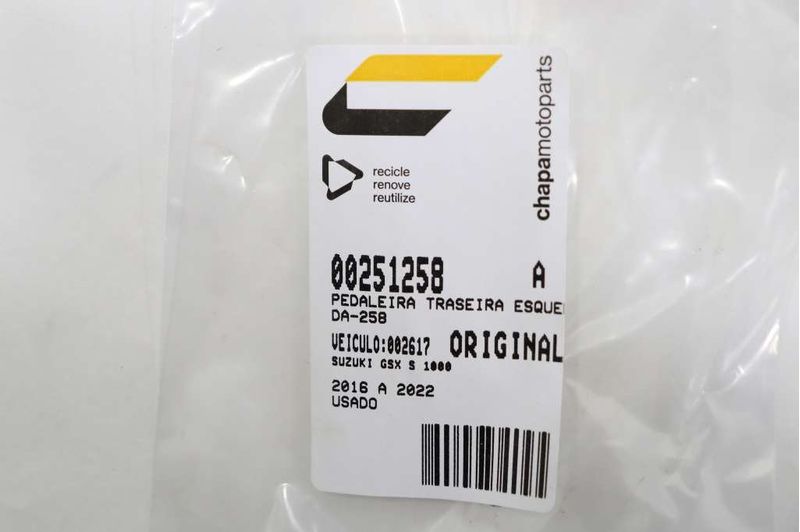 chapamotoparts
recicle
renove
reutilize
00251258 A
PEDALEIRA TRASEIRA ESQUE
DA-258
VEICULO:002617 ORIGINAL
SUZUKI GSX S 1000
2016 A 2022
USADO